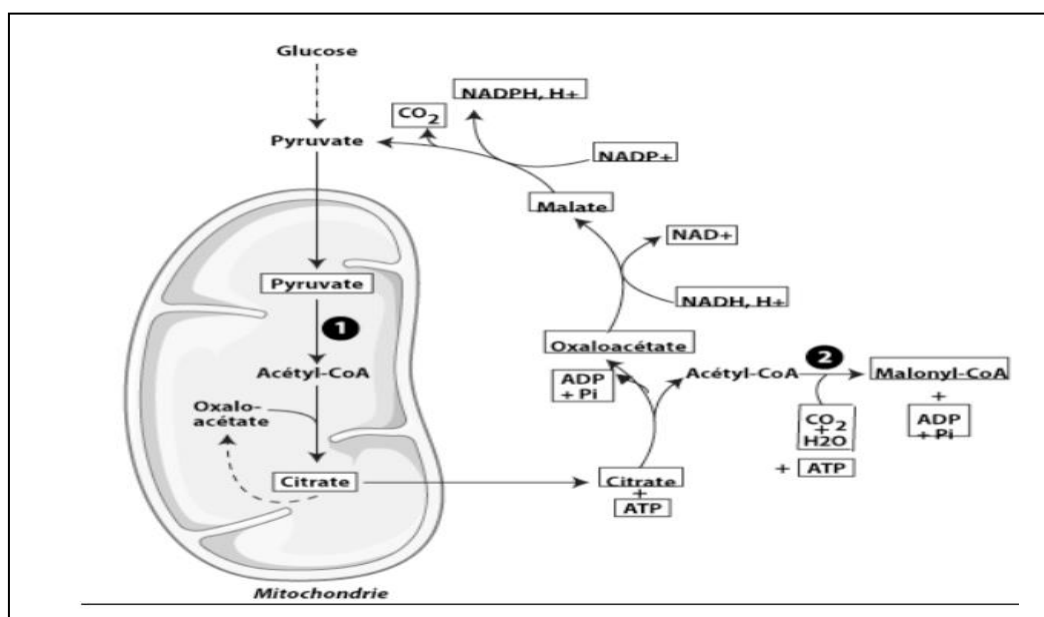 Glucose
NADPH, H+
CO2
Pyruvate
NADP+
Malate
NAD+
Pyruvate
NADH, H+
1
Oxaloacétate
2
Acétyl-CoA
ADP
+ Pi
Acétyl-CoA
Malonyl-CoA
+
Oxalo-
acétate
CO2
+
H2O
ADP
+ Pi
+ ATP
Citrate
Citrate
+
ATP
Mitochondrie